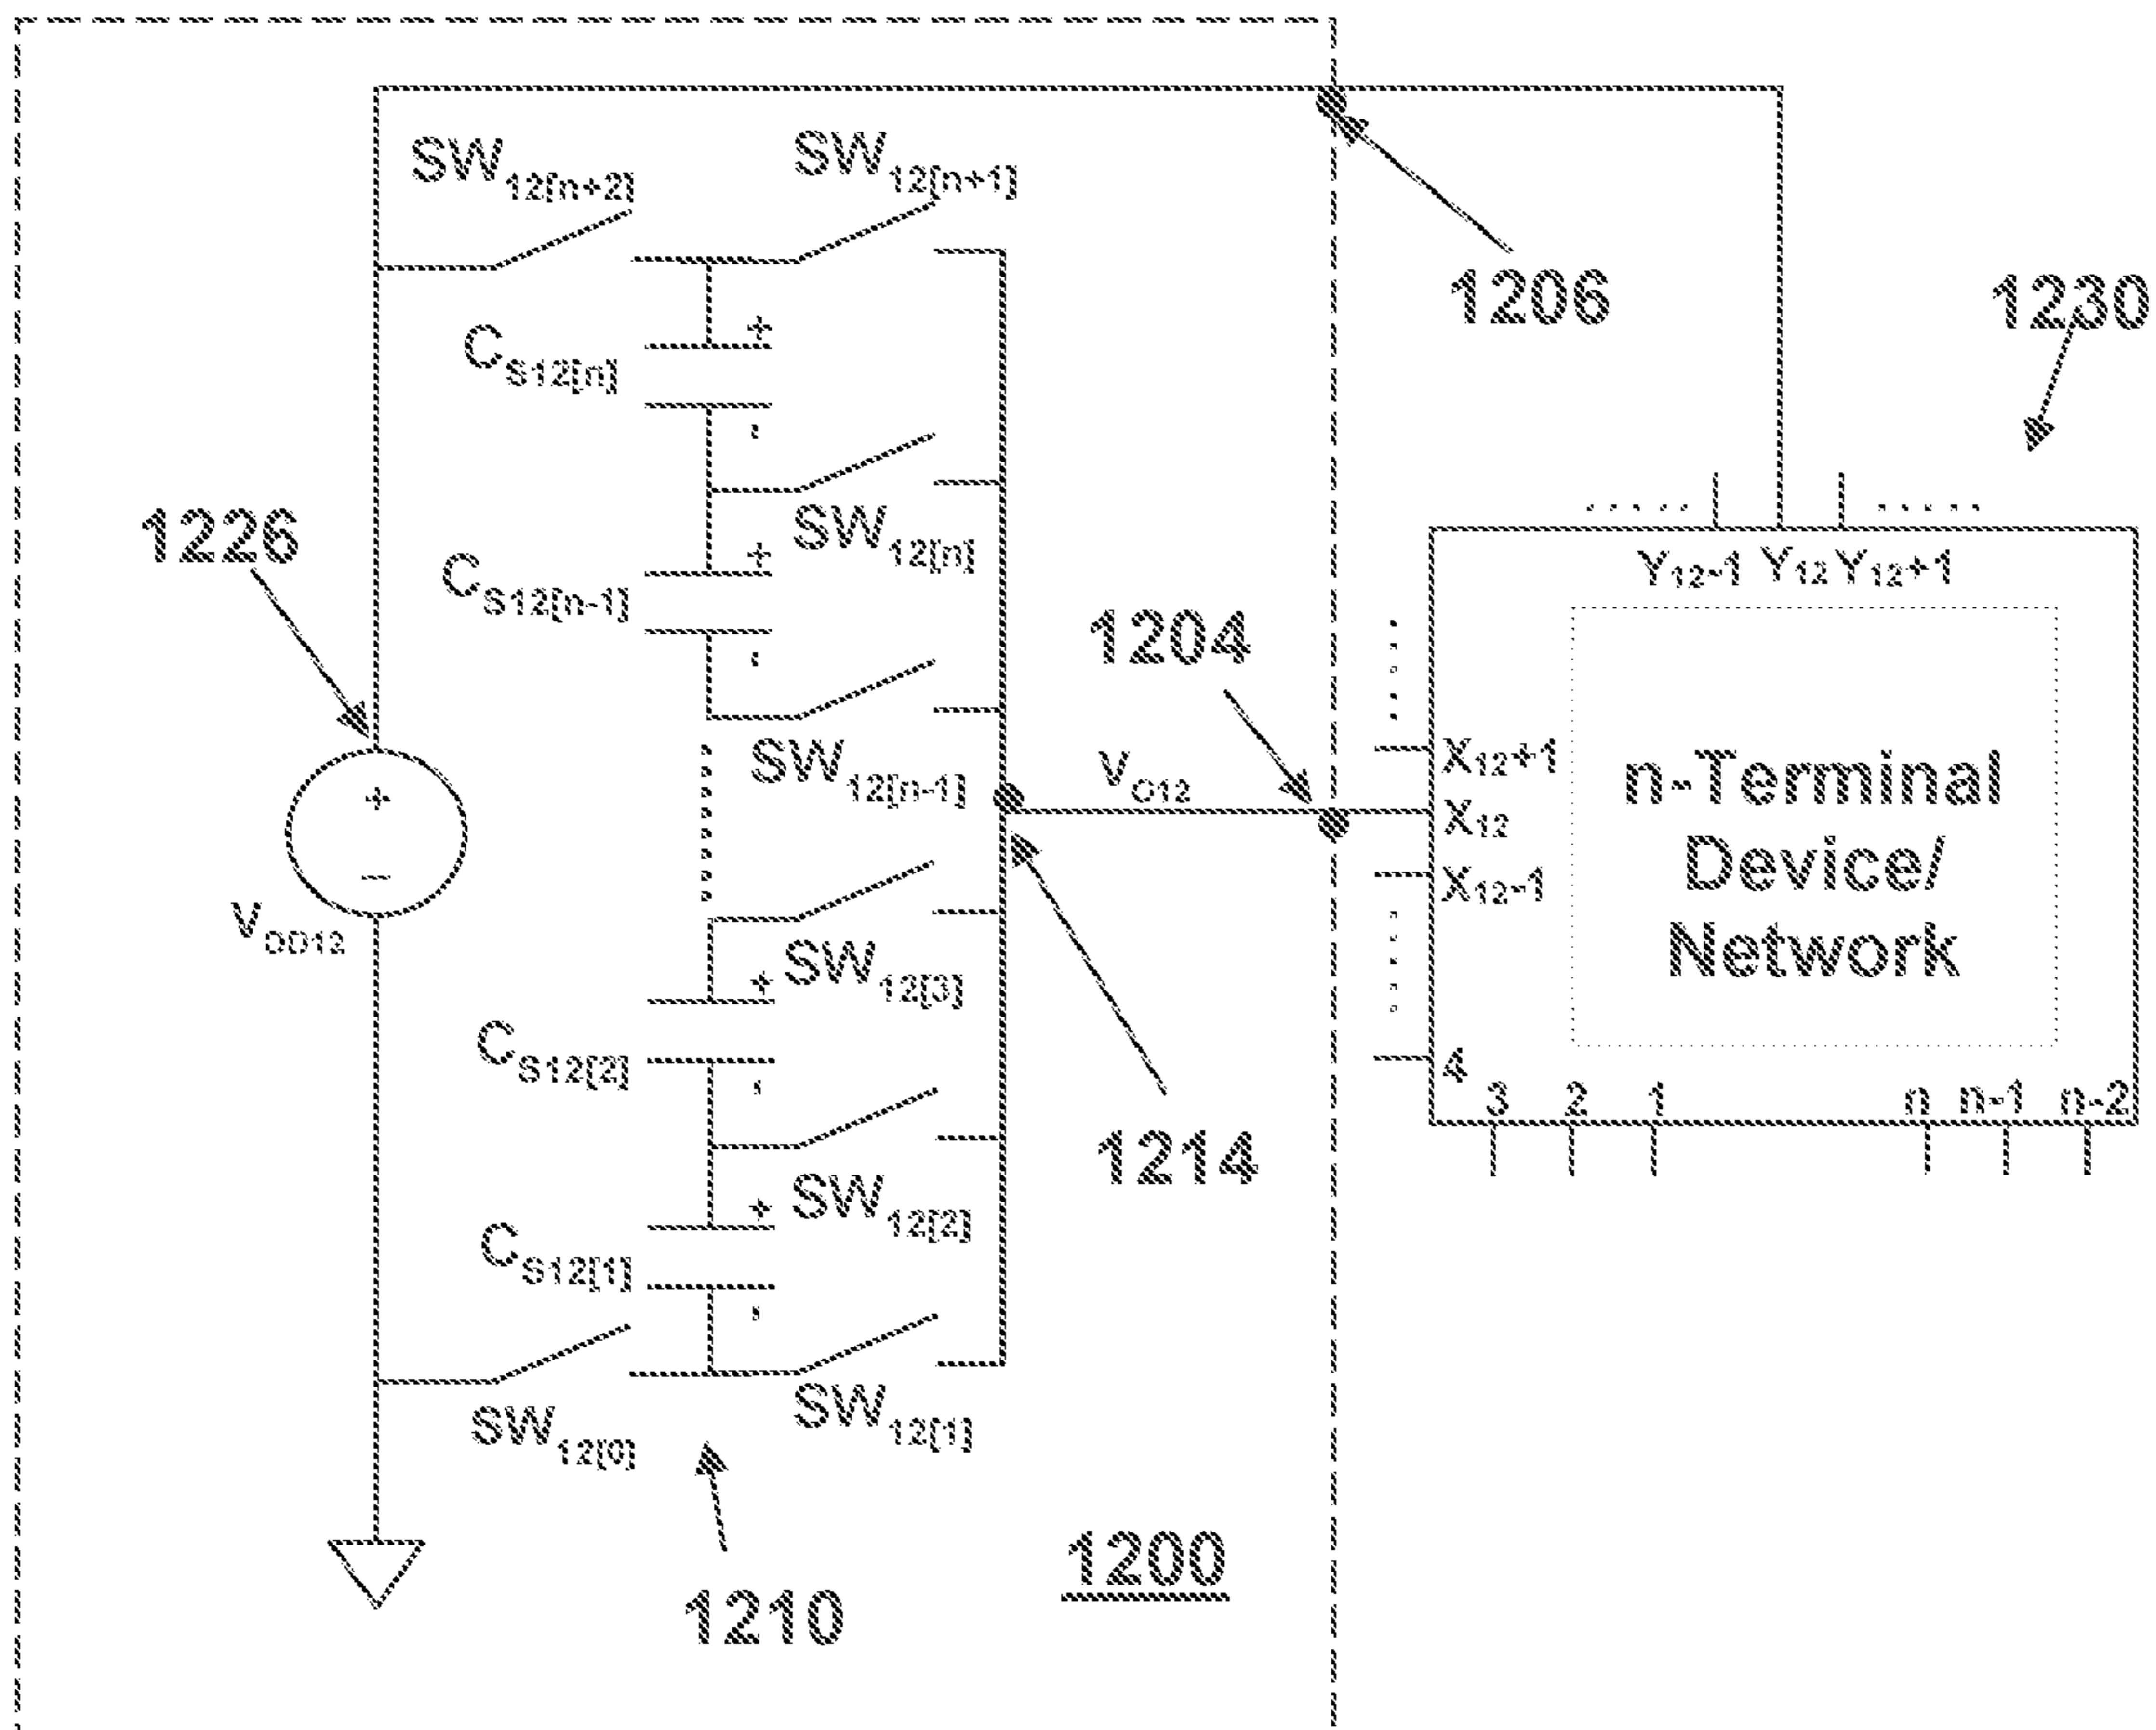 SW12[n+2]
SW12[n+1]
1206
1230
CS12[n]
+
SW12[n]
1226
CS12[n-1]
+
Y12-1 Y12 Y12+1
1204
SW12[n-1]
VO12
X12+1
X12
X12-1
n-Terminal
Device/
Network
+
–
VDD12
SW12[3]
+
CS12[2]
4
3 2 1 n n-1 n-2
1214
SW12[2]
+
CS12[1]
SW12[0]
SW12[1]
1200
1210